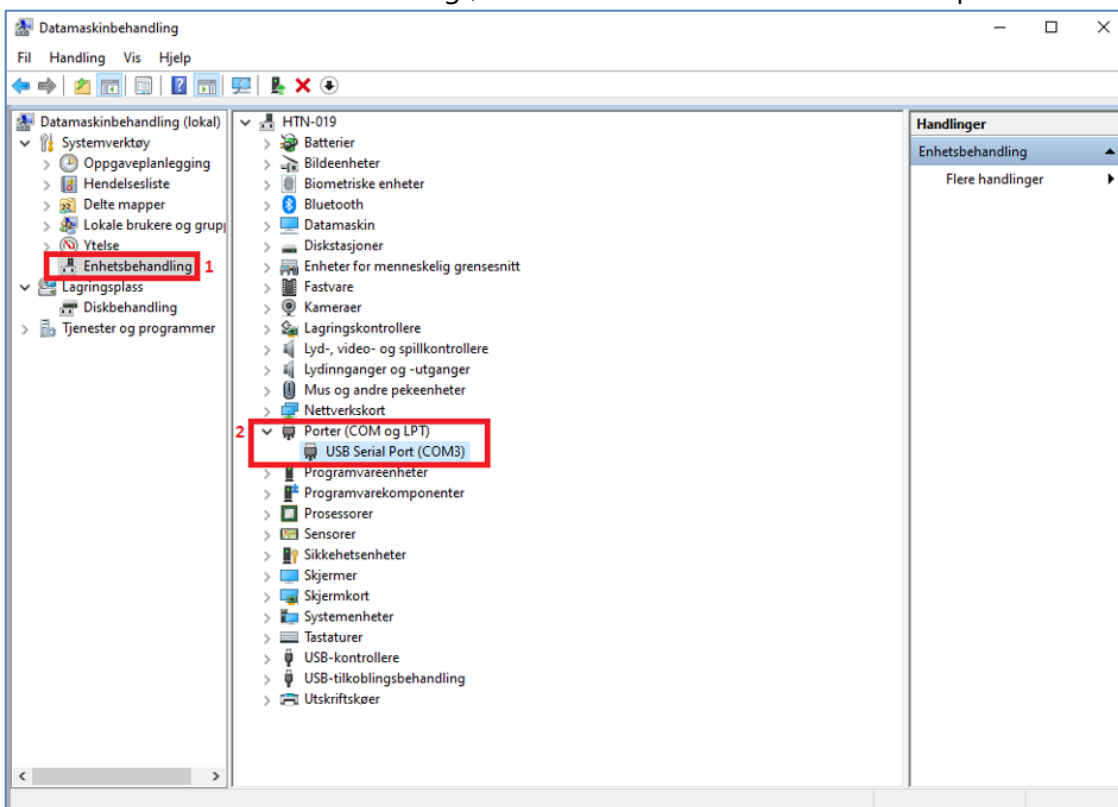 Datamaskinbehandling
Fil Handling Vis Hjelp
Datamaskinbehandling (lokal)
Systemverktøy
Oppgaveplanlegging
Hendelsesliste
Delte mapper
Lokale brukere og grupp
Ytelse
Enhetsbehandling 1
Lagringsplass
Diskbehandling
Tjenester og programmer
HTN-019
Batterier
Bildeenheter
Biometriske enheter
Bluetooth
Datamaskin
Diskstasjoner
Enheter for menneskelig grensesnitt
Fastvare
Kameraer
Lagringskontrollere
Lyd-, video- og spillkontrollere
Lydinnganger og -utganger
Mus og andre pekeenheter
Nettverkskort
2 Porter (COM og LPT)
USB Serial Port (COM3)
Programvareenheter
Programvarekomponenter
Prosessorer
Sensorer
Sikkehetsenheter
Skjermer
Skjermkort
Systemenheter
Tastaturer
USB-kontrollere
USB-tilkoblingsbehandling
Utskriftskøer
Handlinger
Enhetsbehandling
Flere handlinger